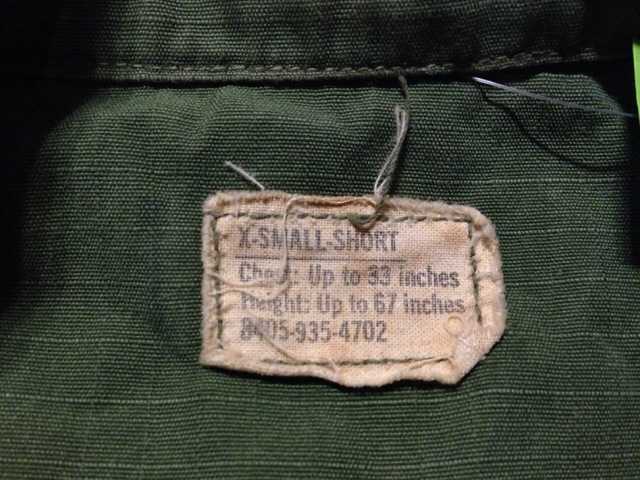 X-SMALL-SHORT
Chest: Up to 33 inches
Height: Up to 67 inches
8405-935-4702